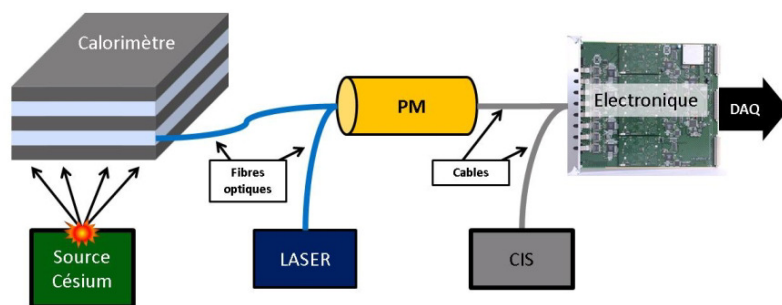 Calorimètre
PM
Electronique
DAQ
Fibres
optiques
Cables
Source
Césium
LASER
CIS